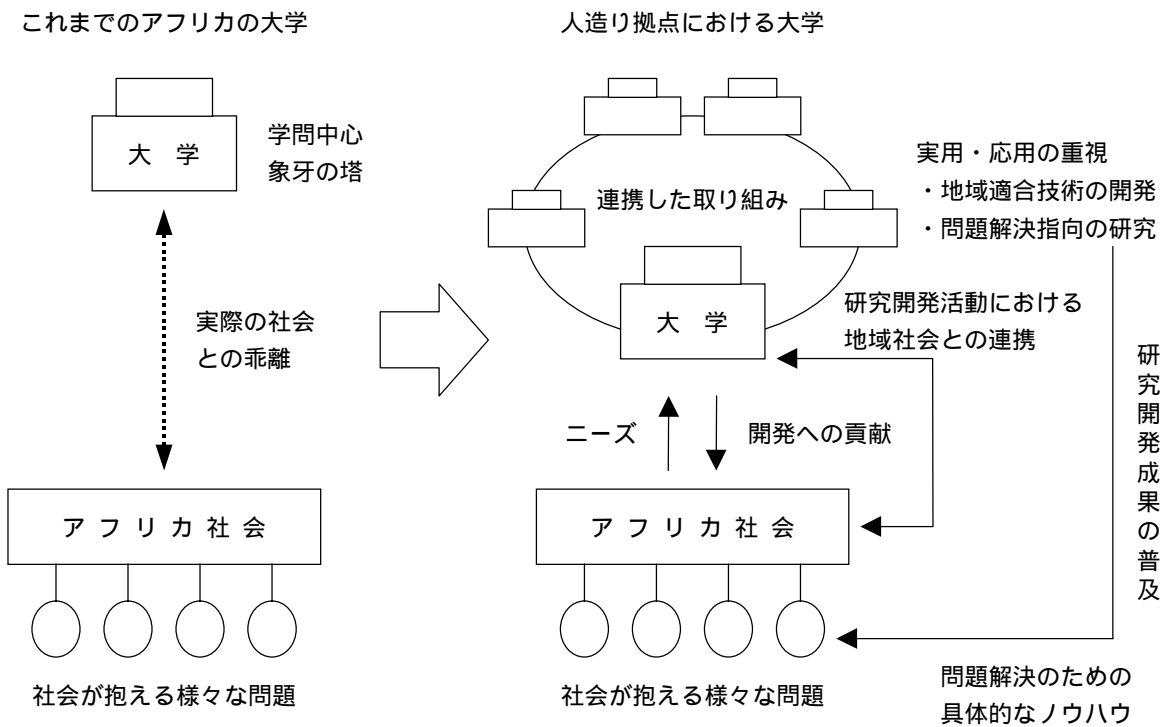 これまでのアフリカの大学
大 学
学問中心
象牙の塔
実際の社会
との乖離
ア フ リ カ 社 会
社会が抱える様々な問題
人造り拠点における大学
連携した取り組み
大 学
実用・応用の重視
・地域適合技術の開発
・問題解決指向の研究
研究開発活動における
地域社会との連携
ニーズ
開発への貢献
ア フ リ カ 社 会
社会が抱える様々な問題
研究開発成果の普及
問題解決のための
具体的なノウハウ